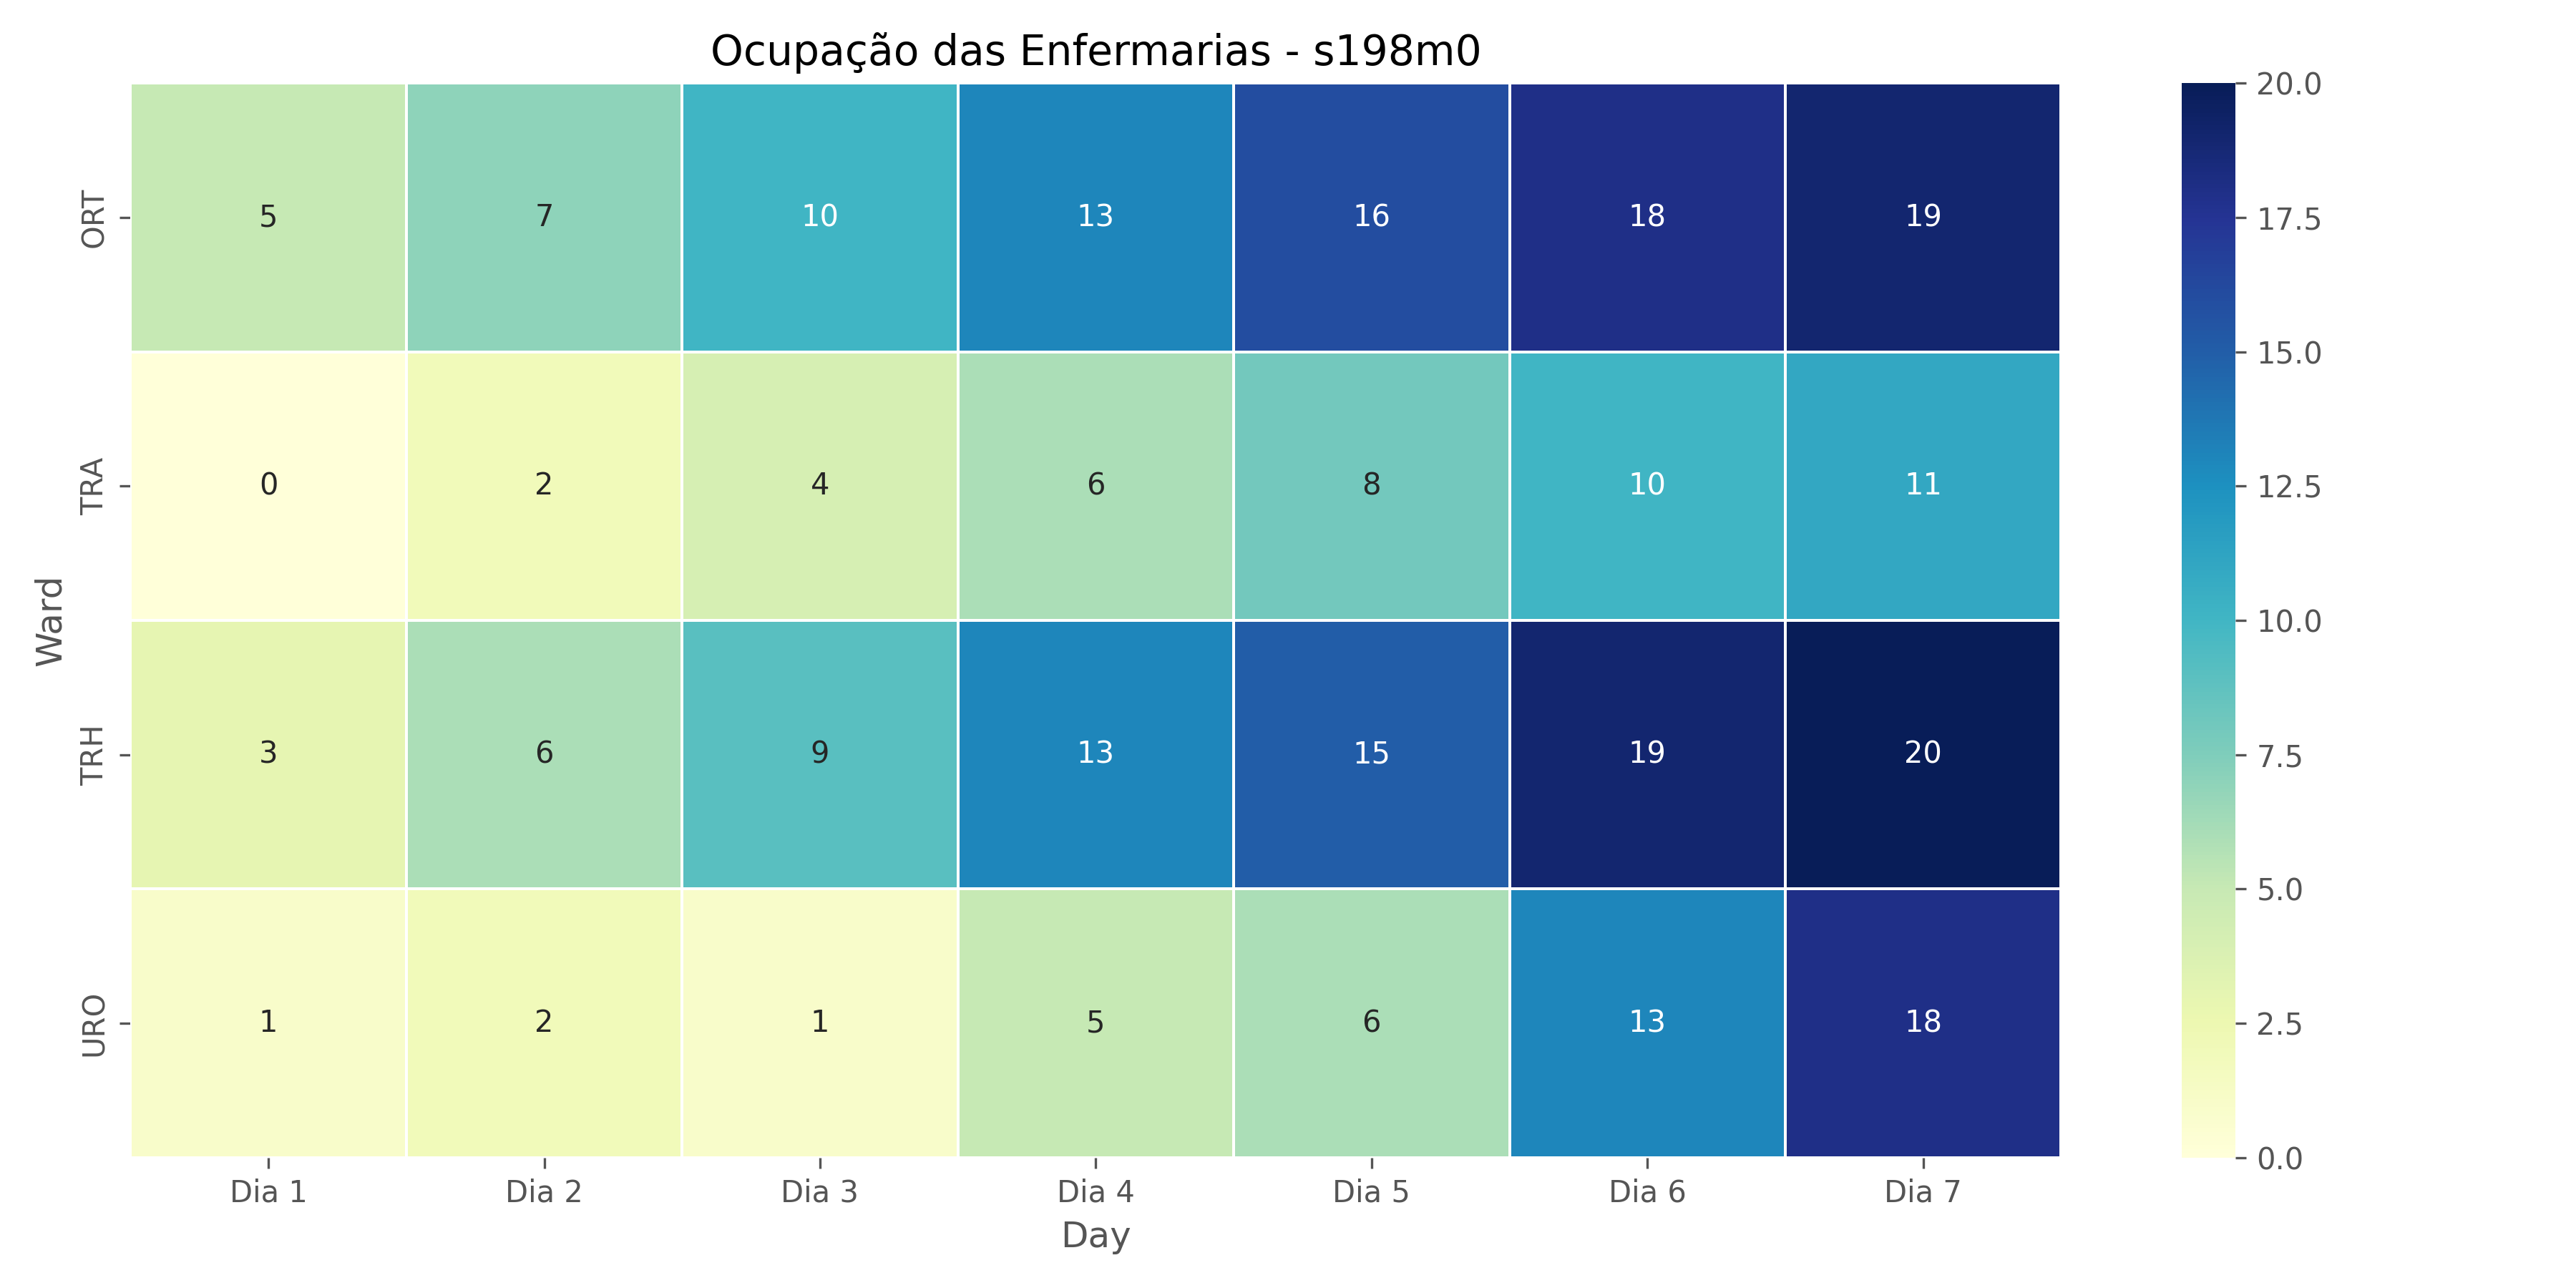 Ocupação das Enfermarias - s198m0
Ward
ORT 5 7 10 13 16 18 19
TRA 0 2 4 6 8 10 11
TRH 3 6 9 13 15 19 20
URO 1 2 1 5 6 13 18
Dia 1 Dia 2 Dia 3 Dia 4 Dia 5 Dia 6 Dia 7
Day
20.0
17.5
15.0
12.5
10.0
7.5
5.0
2.5
0.0